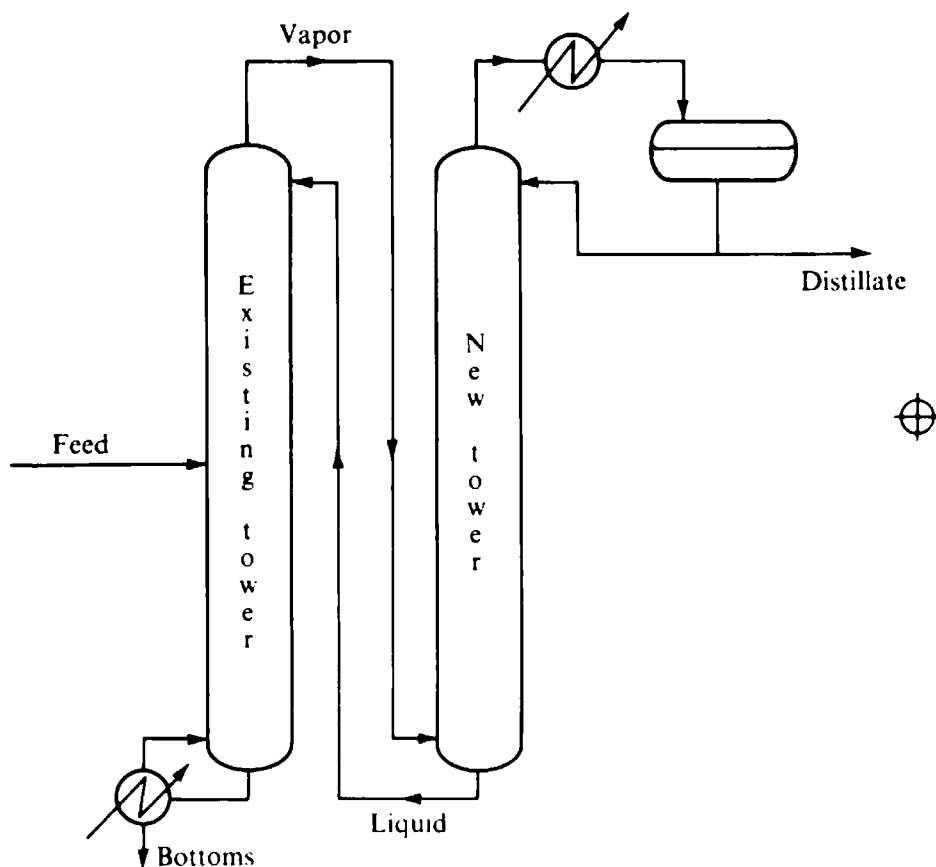 Vapor
Distillate
Existing tower
New tower
Feed
Liquid
Bottoms